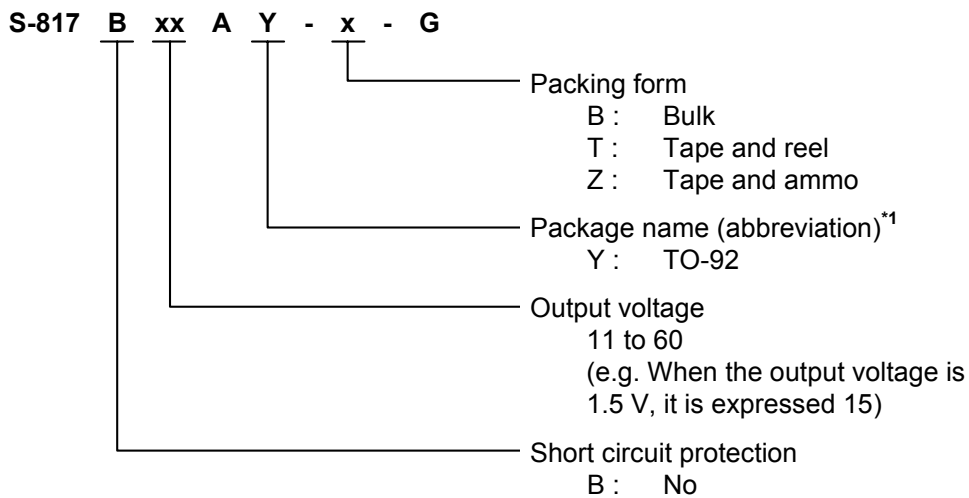 S-817 B xx A Y - x - G
Packing form
B : Bulk
T : Tape and reel
Z : Tape and ammo
Package name (abbreviation)*1
Y : TO-92
Output voltage
11 to 60
(e.g. When the output voltage is
1.5 V, it is expressed 15)
Short circuit protection
B : No